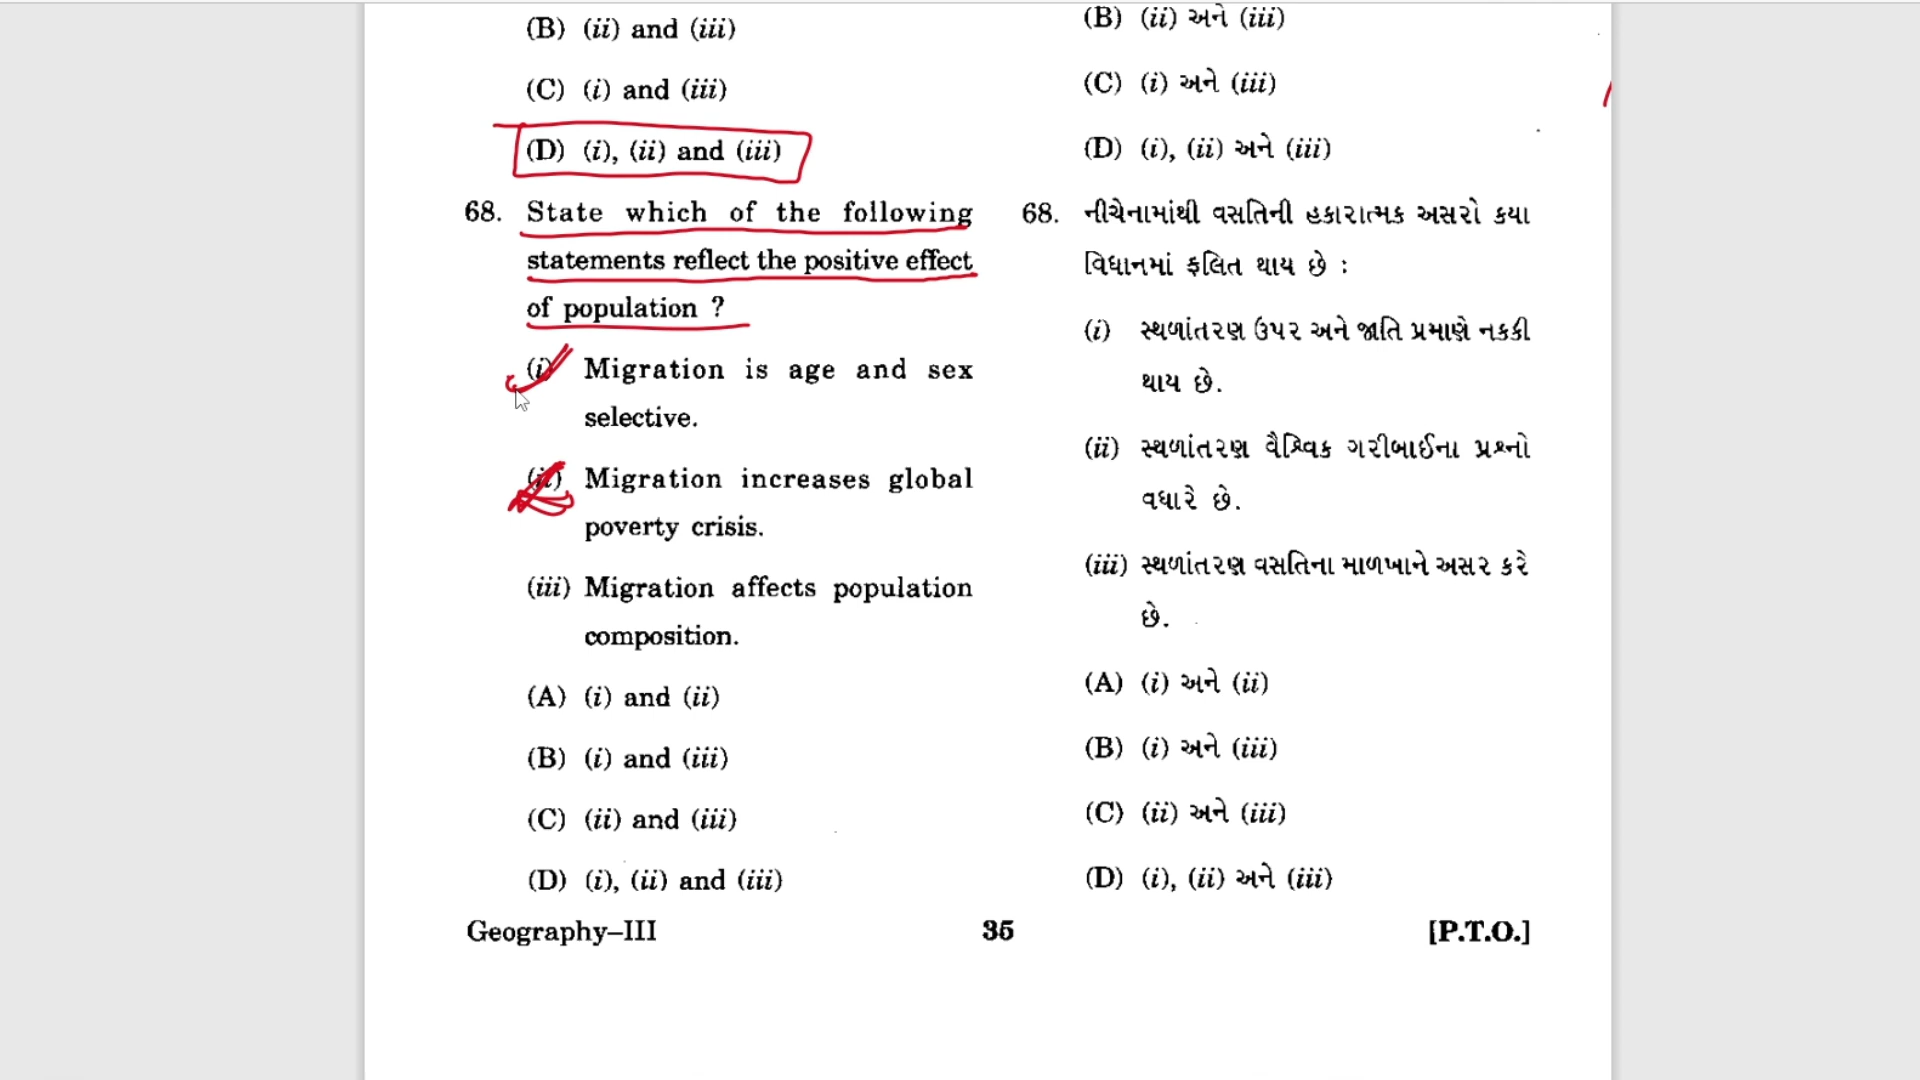 (B) (ii) and (iii)
(C) (i) and (iii)
(D) (i), (ii) and (iii)
68. State which of the following
statements reflect the positive effect
of population ?
(i) Migration is age and sex
selective.
(ii) Migration increases global
poverty crisis.
(iii) Migration affects population
composition.
(A) (i) and (ii)
(B) (i) and (iii)
(C) (ii) and (iii)
(D) (i), (ii) and (iii)
(B) (ii) અને (iii)
(C) (i) અને (iii)
(D) (i), (ii) અને (iii)
68. નીચેનામાંથી વસતિની હકારાત્મક અસરો કયા
વિધાનમાં ફલિત થાય છે :
(i) સ્થળાંતરણ ઉંપર અને જાતિ પ્રમાણે નકકી
થાય છે.
(ii) સ્થળાંતરણ વૈશ્વિક ગરીબાઈના પ્રશ્નો
વધારે છે.
(iii) સ્થળાંતરણ વસતિના માળખાને અસર કરે
છે.
(A) (i) અને (ii)
(B) (i) અને (iii)
(C) (ii) અને (iii)
(D) (i), (ii) અને (iii)
Geography–III 35 [P.T.O.]